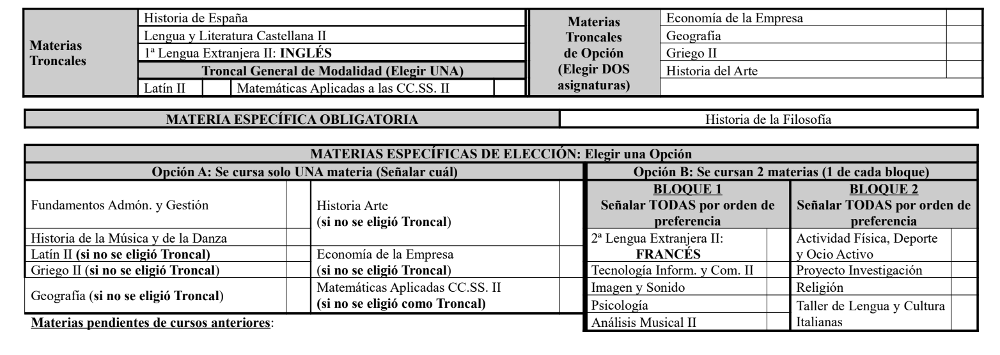 Materias
Troncales
Historia de España
Lengua y Literatura Castellana II
1ª Lengua Extranjera II: INGLÉS
Troncal General de Modalidad (Elegir UNA)
Latín II
Matemáticas Aplicadas a las CC.SS. II
Materias
Troncales
de Opción
(Elegir DOS
asignaturas)
Economía de la Empresa
Geografía
Griego II
Historia del Arte
MATERIA ESPECÍFICA OBLIGATORIA
Historia de la Filosofía
MATERIAS ESPECÍFICAS DE ELECCIÓN: Elegir una Opción
Opción A: Se cursa solo UNA materia (Señalar cuál)
Fundamentos Admón. y Gestión
Historia de la Música y de la Danza
Latín II (si no se eligió Troncal)
Griego II (si no se eligió Troncal)
Geografía (si no se eligió Troncal)
Historia Arte
(si no se eligió Troncal)
Economía de la Empresa
(si no se eligió Troncal)
Matemáticas Aplicadas CC.SS. II
(si no se eligió como Troncal)
Opción B: Se cursan 2 materias (1 de cada bloque)
BLOQUE 1
Señalar TODAS por orden de
preferencia
2ª Lengua Extranjera II:
FRANCÉS
Tecnología Inform. y Com. II
Imagen y Sonido
Psicología
Análisis Musical II
BLOQUE 2
Señalar TODAS por orden de
preferencia
Actividad Física, Deporte
y Ocio Activo
Proyecto Investigación
Religión
Taller de Lengua y Cultura
Italianas
Materias pendientes de cursos anteriores: